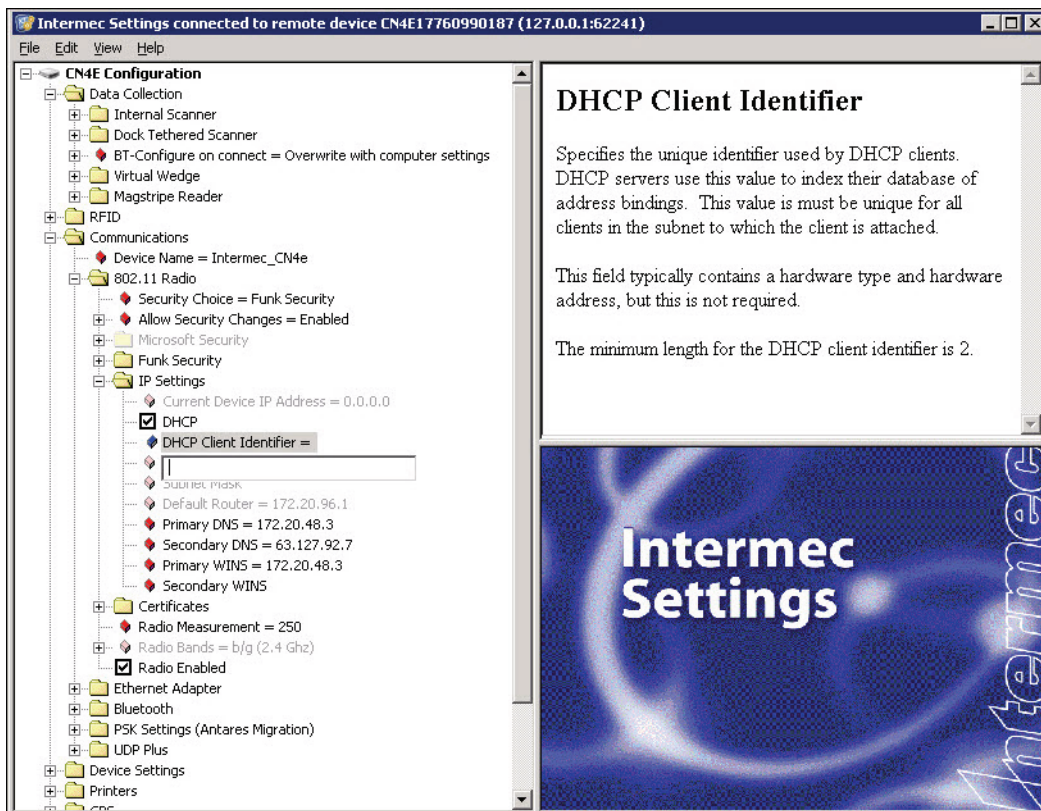 Intermec Settings connected to remote device CN4E17760990187 (127.0.0.1:62241)
File Edit View Help
CN4E Configuration
Data Collection
Internal Scanner
Dock Tethered Scanner
BT-Configure on connect = Overwrite with computer settings
Virtual Wedge
Magstripe Reader
RFID
Communications
Device Name = Intermec_CN4e
802.11 Radio
Security Choice = Funk Security
Allow Security Changes = Enabled
Microsoft Security
Funk Security
IP Settings
Current Device IP Address = 0.0.0.0
DHCP
DHCP Client Identifier =
Subnet Mask
Default Router = 172.20.96.1
Primary DNS = 172.20.48.3
Secondary DNS = 63.127.92.7
Primary WINS = 172.20.48.3
Secondary WINS
Certificates
Radio Measurement = 250
Radio Bands = b/g (2.4 Ghz)
Radio Enabled
Ethernet Adapter
Bluetooth
PSK Settings (Antares Migration)
UDP Plus
Device Settings
Printers
GPS
DHCP Client Identifier
Specifies the unique identifier used by DHCP clients.
DHCP servers use this value to index their database of
address bindings. This value is must be unique for all
clients in the subnet to which the client is attached.
This field typically contains a hardware type and hardware
address, but this is not required.
The minimum length for the DHCP client identifier is 2.
Intermec
Settings
Intermec